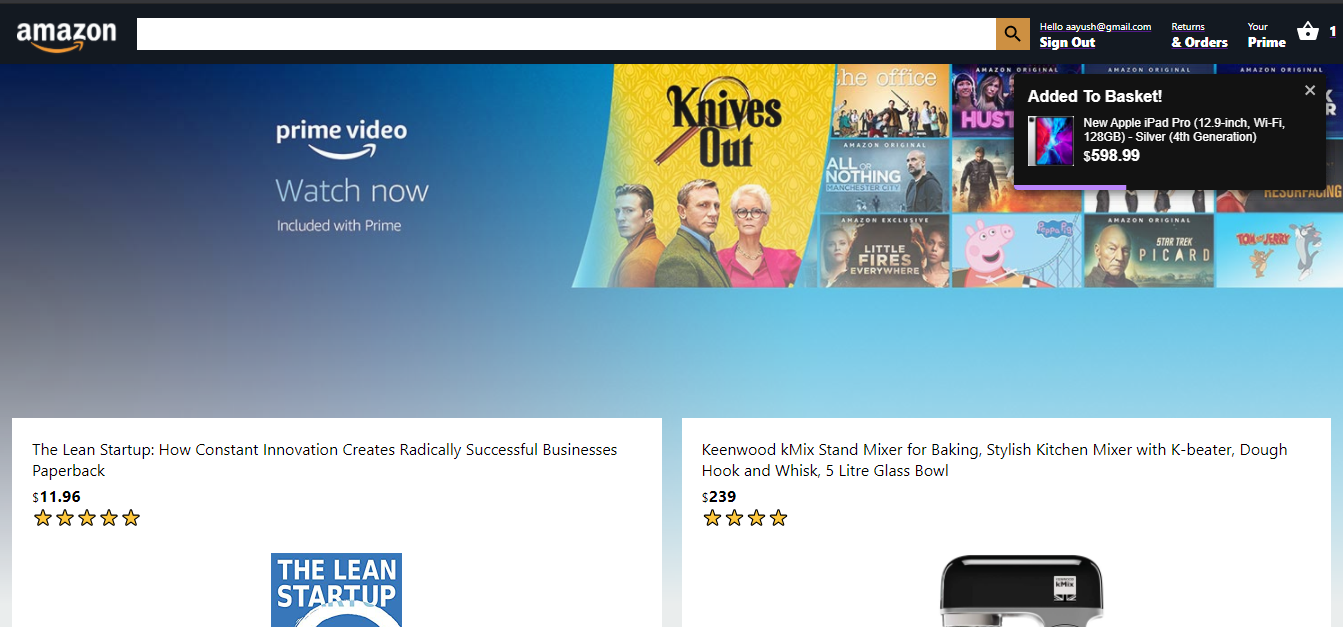 amazon
Hello aayush@gmail.com
Sign Out
Returns
& Orders
Your
Prime
1
prime video
Watch now
Included with Prime
Knives
Out
the office
AMAZON ORIGINAL
AMAZON ORIGINAL
AMAZON ORIGINAL
HUST
Added To Basket!
New Apple iPad Pro (12.9-inch, Wi-Fi,
128GB) - Silver (4th Generation)
$598.99
AMAZON ORIGINAL
ALL OR
NOTHING
MANCHESTER CITY
RESURFACING
AMAZON EXCLUSIVE
LITTLE
FIRES
EVERYWHERE
Peppa Pig
AMAZON ORIGINAL
STAR TREK
PICARD
TOM and JERRY
The Lean Startup: How Constant Innovation Creates Radically Successful Businesses
Paperback
$11.96
THE LEAN
STARTUP
Keenwood kMix Stand Mixer for Baking, Stylish Kitchen Mixer with K-beater, Dough
Hook and Whisk, 5 Litre Glass Bowl
$239
kMix